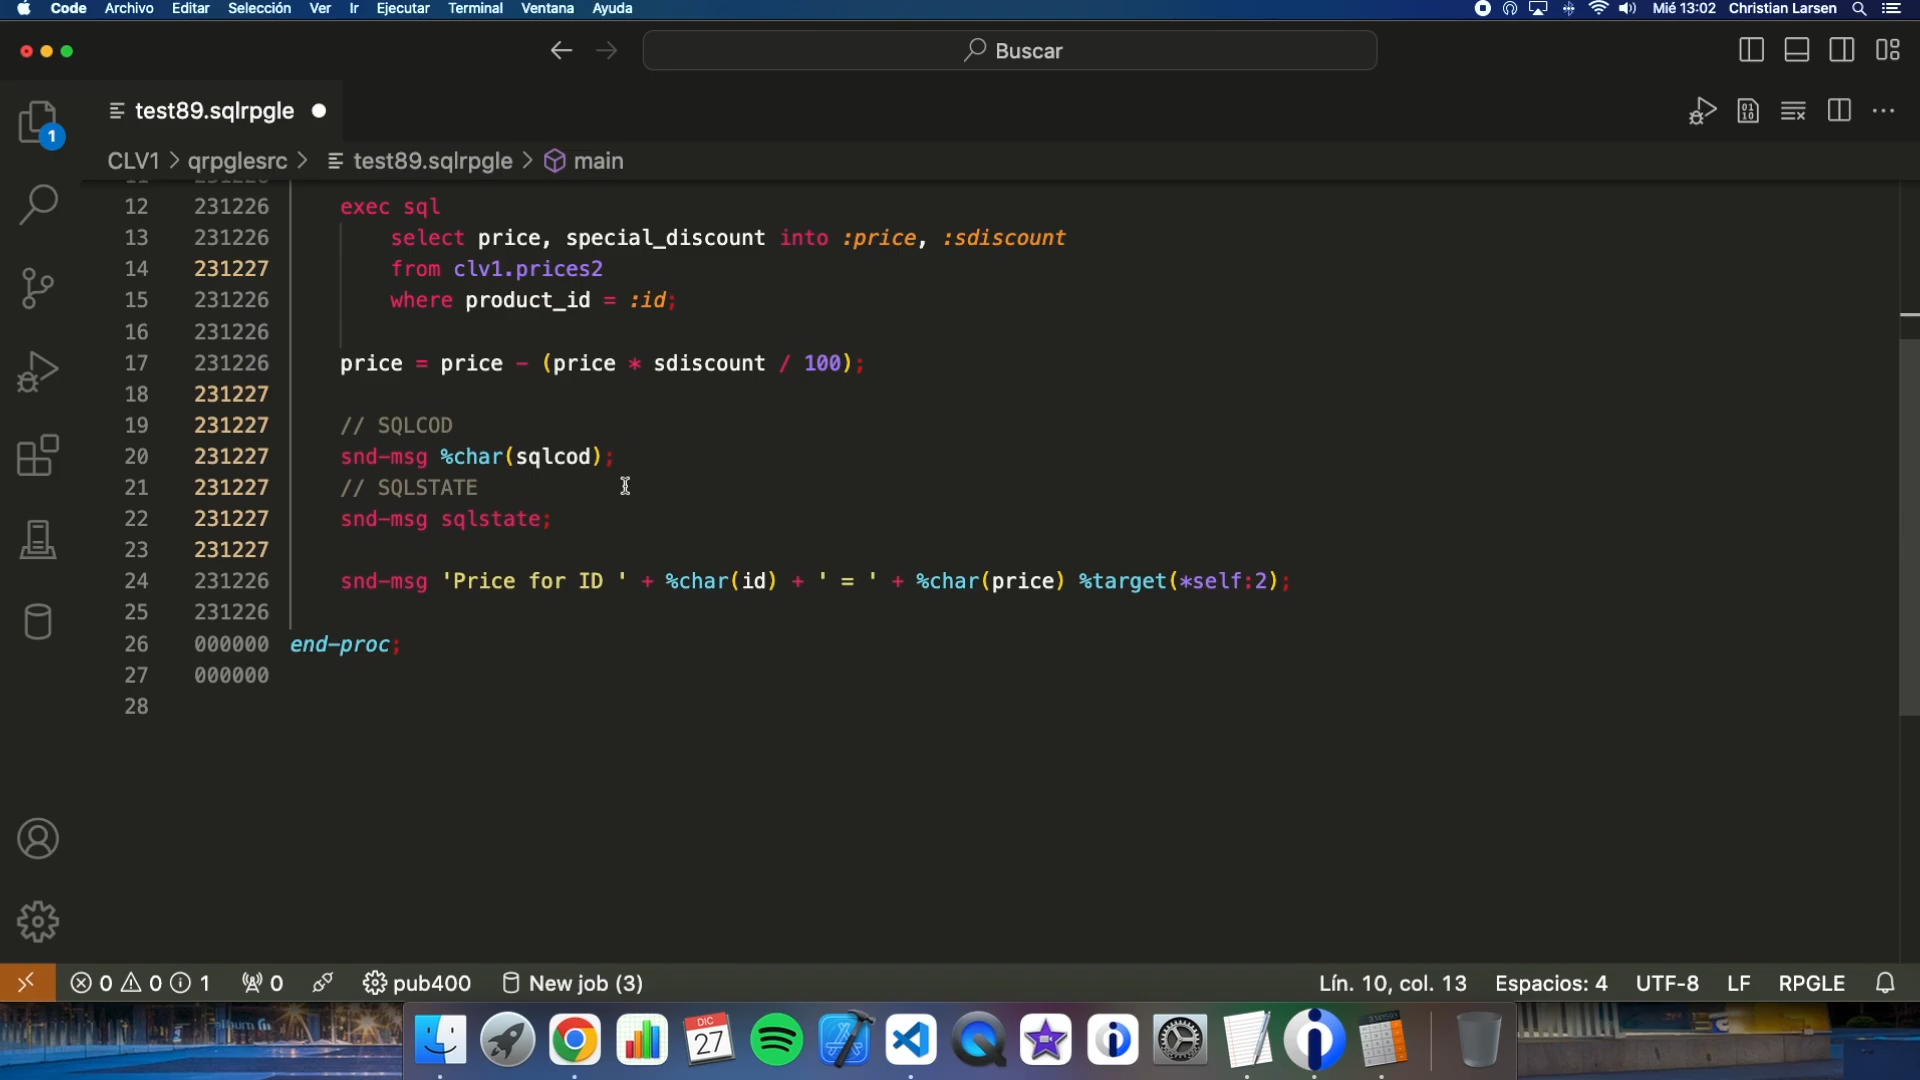 Code Archivo Editar Selección Ver Ir Ejecutar Terminal Ventana Ayuda Mié 13:02 Christian Larsen
Buscar
test89.sqlrpgle
1
CLV1 > qrpglesrc > test89.sqlrpgle > main
12 231226 exec sql
13 231226 select price, special_discount into :price, :sdiscount
14 231227 from clv1.prices2
15 231226 where product_id = :id;
16 231226
17 231226 price = price - (price * sdiscount / 100);
18 231227
19 231227 // SQLCOD
20 231227 snd-msg %char(sqlcod);
21 231227 // SQLSTATE
22 231227 snd-msg sqlstate;
23 231227
24 231226 snd-msg 'Price for ID ' + %char(id) + ' = ' + %char(price) %target(*self:2);
25 231226
26 000000 end-proc;
27 000000
28
0 0 1 0 pub400 New job (3) Lín. 10, col. 13 Espacios: 4 UTF-8 LF RPGLE
DIC
27